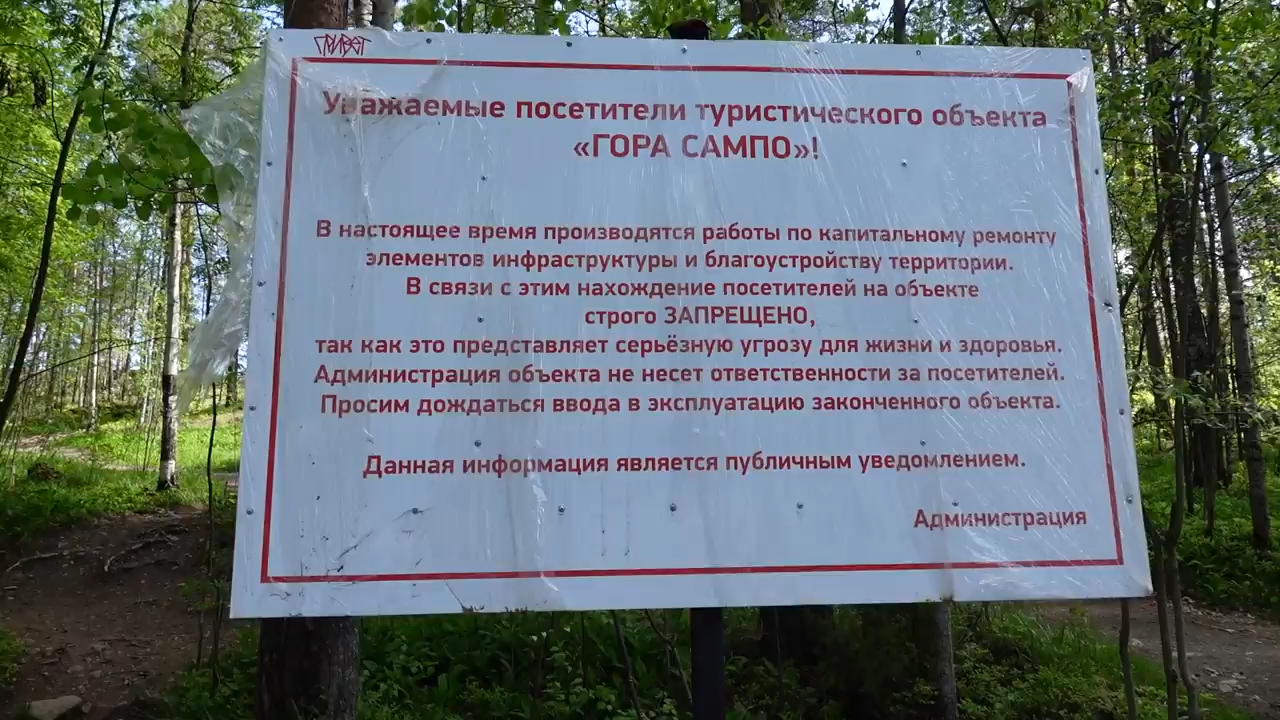 ПРИВЕТ
Уважаемые посетители туристического объекта
«ГОРА САМПО»!
В настоящее время производятся работы по капитальному ремонту
элементов инфраструктуры и благоустройству территории.
В связи с этим нахождение посетителей на объекте
строго ЗАПРЕЩЕНО,
так как это представляет серьёзную угрозу для жизни и здоровья.
Администрация объекта не несет ответственности за посетителей.
Просим дождаться ввода в эксплуатацию законченного объекта.
Данная информация является публичным уведомлением.
Администрация